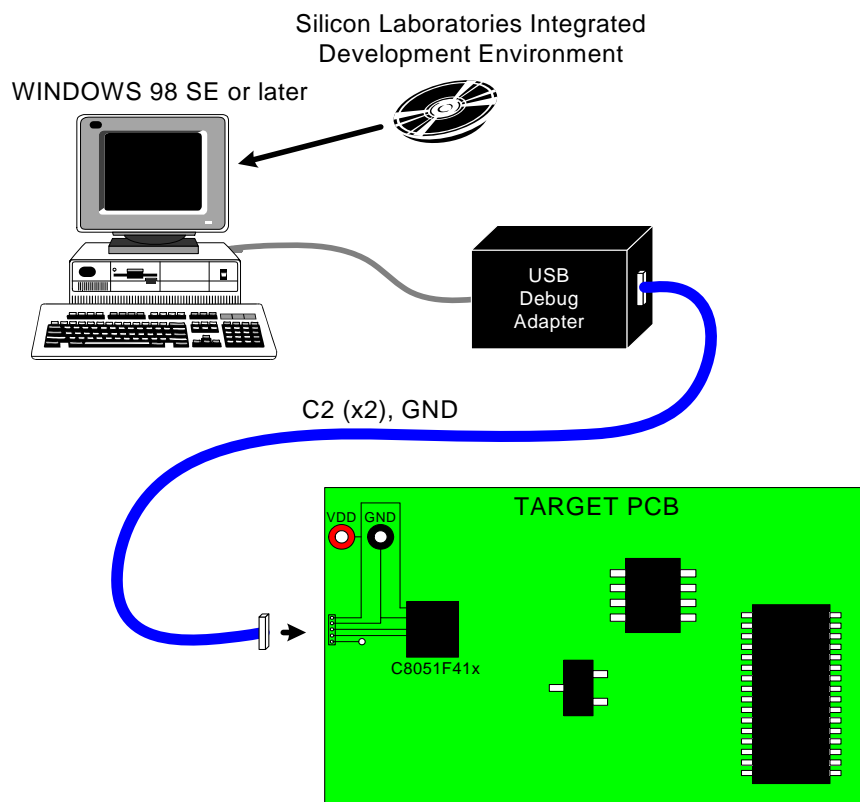 Silicon Laboratories Integrated
Development Environment
WINDOWS 98 SE or later
USB
Debug
Adapter
C2 (x2), GND
TARGET PCB
VDD
GND
C8051F41x